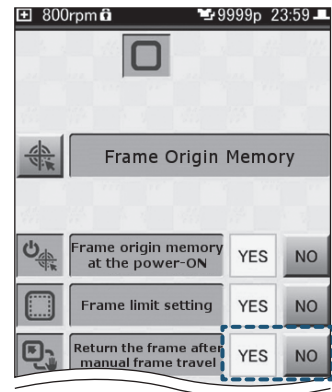 800rpm 9999p 23:59
Frame Origin Memory
Frame origin memory
at the power-ON
YES NO
Frame limit setting YES NO
Return the frame after
manual frame travel
YES NO